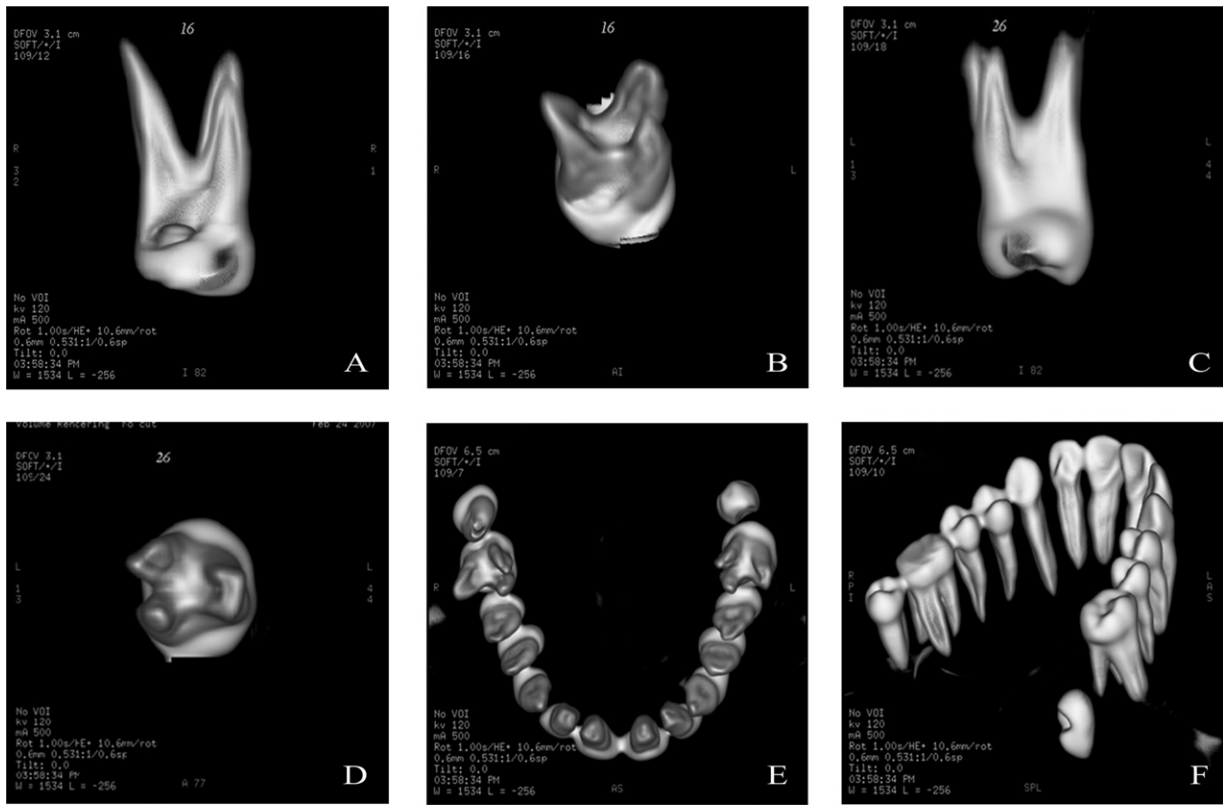 DFOV 3.1 cm
SOFT/+/I
109/12
16
R
3
2
R
1
No VOI
kv 120
mA 500
Rot 1.00s/HE+ 10.6mm/rot
0.6mm 0.531:1/0.6sp
Tilt: 0.0
03:58:34 PM
W = 1534 L = -256
I 82
A
DFOV 3.1 cm
SOFT/+/I
109/16
16
R
L
No VOI
kv 120
mA 500
Rot 1.00s/HE+ 10.6mm/rot
0.6mm 0.531:1/0.6sp
Tilt: 0.0
03:58:34 PM
W = 1534 L = -256
AI
B
DFOV 3.1 cm
SOFT/+/I
109/18
26
L
1
3
L
4
4
No VOI
kv 120
mA 500
Rot 1.00s/HE+ 10.6mm/rot
0.6mm 0.531:1/0.6sp
Tilt: 0.0
03:58:34 PM
W = 1534 L = -256
I 82
C
Volume Rendering cut
Feb 24 2007
DFOV 3.1
SOFT/+/I
109/24
26
L
1
3
L
4
4
No VOI
kv 120
mA 500
Rot 1.00s/HE+ 10.6mm/rot
0.6mm 0.531:1/0.6sp
Tilt: 0.0
03:58:34 PM
W = 1534 L = -256
A 77
D
DFOV 6.5 cm
SOFT/+/I
109/7
R
L
No VOI
kv 120
mA 500
Rot 1.00s/HE+ 10.6mm/rot
0.6mm 0.531:1/0.6sp
Tilt: 0.0
03:58:34 PM
W = 1534 L = -256
AS
E
DFOV 6.5 cm
SOFT/+/I
109/10
R
P
I
L
A
S
No VOI
kv 120
mA 500
Rot 1.00s/HE+ 10.6mm/rot
0.6mm 0.531:1/0.6sp
Tilt: 0.0
03:58:34 PM
W = 1534 L = -256
SPL
F